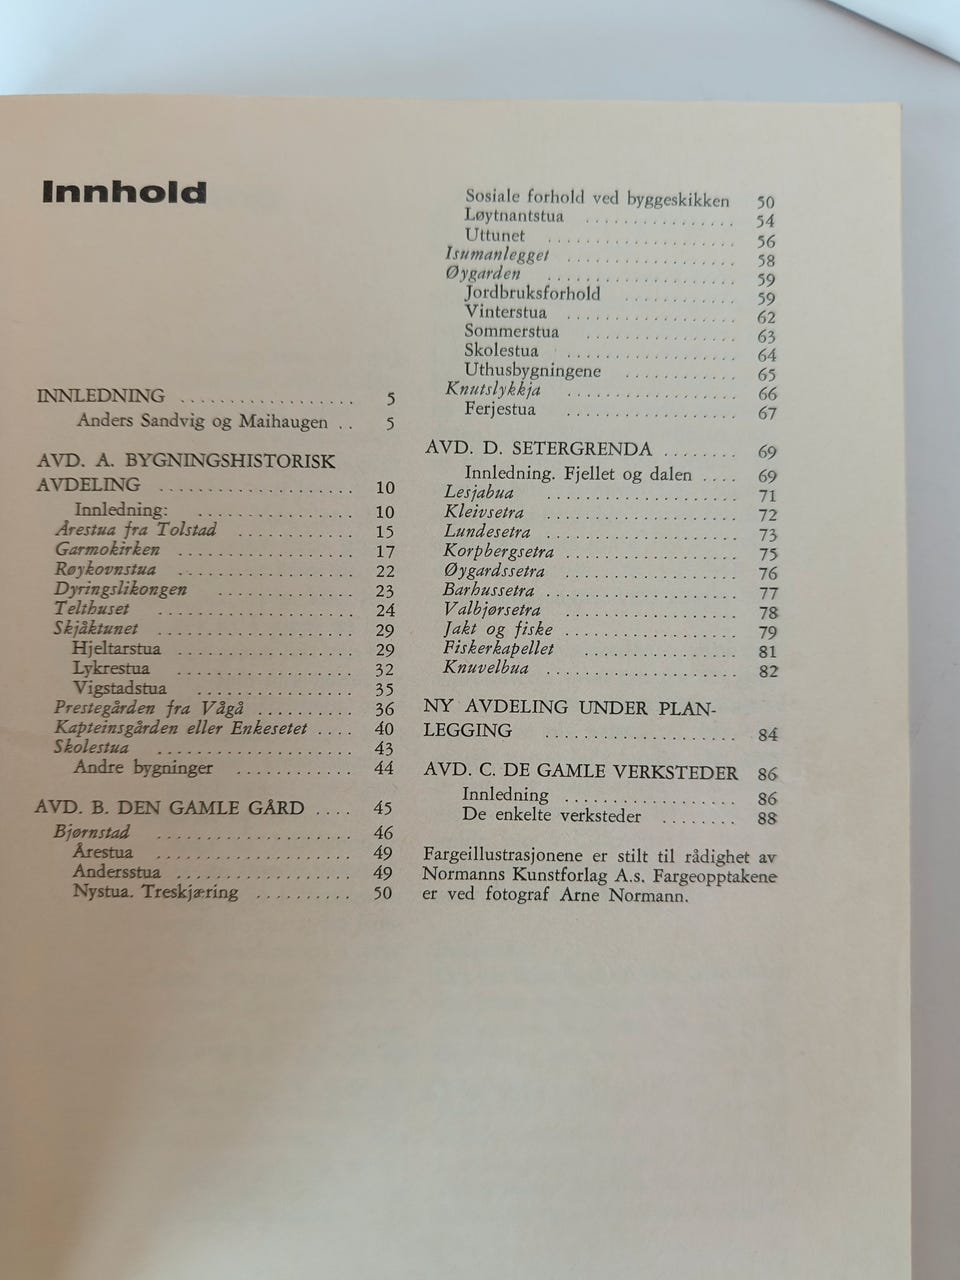 Innhold
INNLEDNING .................. 5
Anders Sandvig og Maihaugen .. 5
AVD. A. BYGNINGSHISTORISK
AVDELING .................... 10
Innledning: ................ 10
Årestua fra Tolstad ............ 15
Garmokirken .................. 17
Røykovnstua .................. 22
Dyringslikongen .............. 23
Telthuset .................... 24
Skjåktunet .................... 29
Hjeltarstua .................. 29
Lykrestua .................. 32
Vigstadstua ................ 35
Prestegården fra Vågå .......... 36
Kapteinsgården eller Enkesetet .... 40
Skolestua .................... 43
Andre bygninger ............ 44
AVD. B. DEN GAMLE GÅRD .... 45
Bjørnstad .................... 46
Årestua .................... 49
Andersstua .................. 49
Nystua. Treskjæring .......... 50
Sosiale forhold ved byggeskikken 50
Løytnantstua ................ 54
Uttunet .................... 56
Isumanlegget .................. 58
Øygarden .................... 59
Jordbruksforhold ............ 59
Vinterstua .................. 62
Sommerstua ................ 63
Skolestua .................. 64
Uthusbygningene ............ 65
Knutslykkja .................. 66
Ferjestua .................. 67
AVD. D. SETERGRENDA ........ 69
Innledning. Fjellet og dalen .... 69
Lesjabua .................... 71
Kleivsetra .................... 72
Lundesetra .................... 73
Korpbergsetra .................. 75
Øygardssetra .................. 76
Barhussetra .................... 77
Valbjørsetra .................. 78
Jakt og fiske .................. 79
Fiskerkapellet ................ 81
Knuvelbua .................... 82
NY AVDELING UNDER PLAN-
LEGGING .................... 84
AVD. C. DE GAMLE VERKSTEDER 86
Innledning .................. 86
De enkelte verksteder ........ 88
Fargeillustrasjonene er stilt til rådighet av
Normanns Kunstforlag A.s. Fargeopptakene
er ved fotograf Arne Normann.